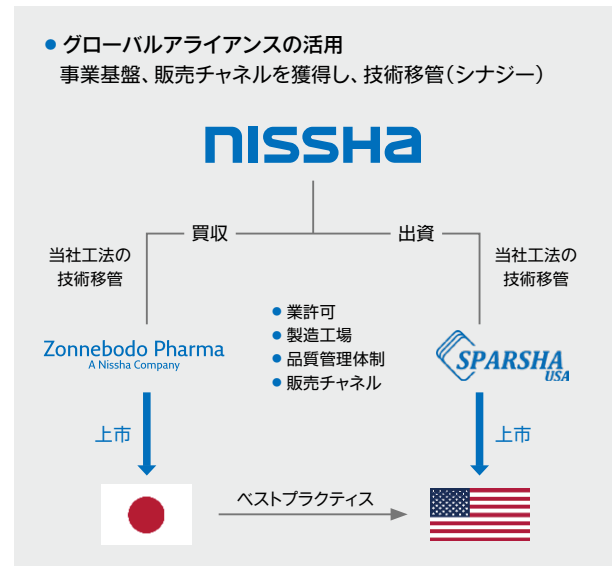 ● グローバルアライアンスの活用
事業基盤、販売チャネルを獲得し、技術移管（シナジー）
nissha
買収
出資
当社工法の
技術移管
当社工法の
技術移管
● 業許可
● 製造工場
● 品質管理体制
● 販売チャネル
Zonnebodo Pharma
A Nissha Company
SPARSHA
USA
上市
上市
ベストプラクティス